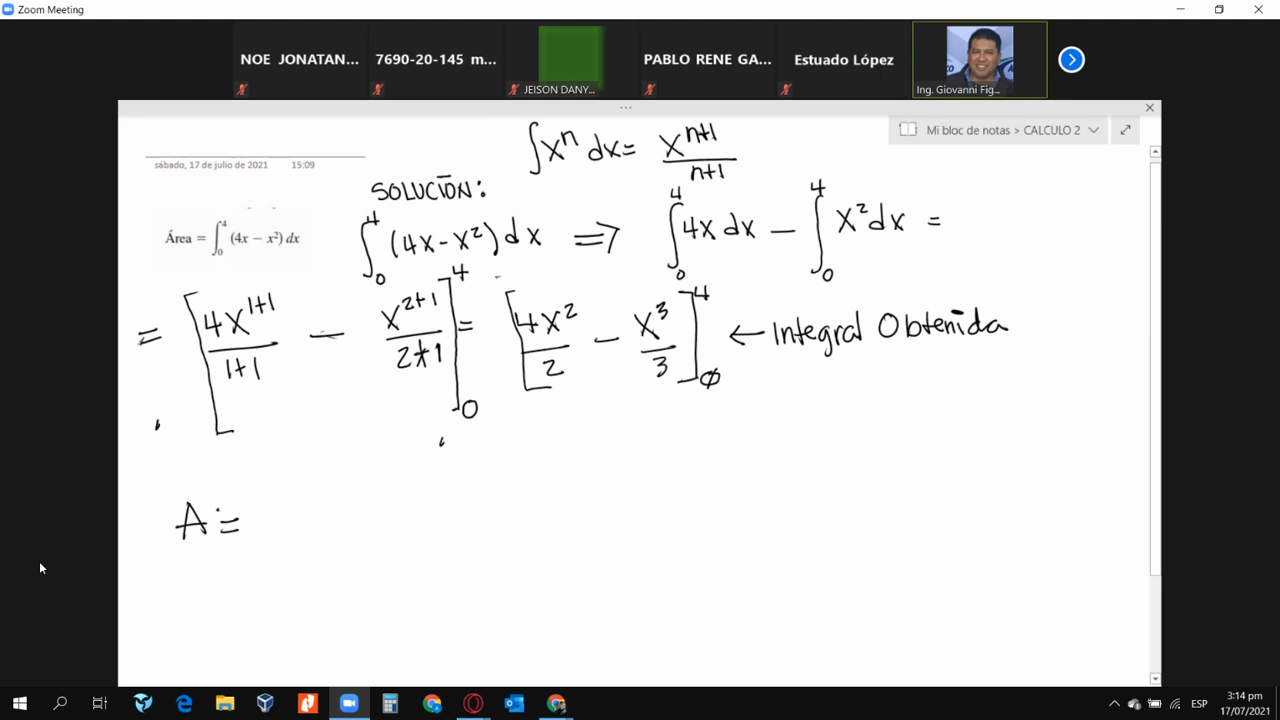 Zoom Meeting
NOE JONATAN...
7690-20-145 m...
JEISON DANY...
PABLO RENE GA...
Estuado López
Ing. Giovanni Fig...
Mi bloc de notas > CALCULO 2
∫xⁿ dx = x^(n+1)/(n+1)
sábado, 17 de julio de 2021 15:09
SOLUCIÓN:
Área = ∫₀⁴ (4x − x²) dx
∫₀⁴ (4x-x²) dx ⇒ ∫₀⁴ 4x dx − ∫₀⁴ x² dx =
= [4x^(1+1)/(1+1) − x^(2+1)/(2+1)]₀⁴ = [4x²/2 − x³/3]₀⁴ ← Integral Obtenida
A =
ESP
3:14 pm
17/07/2021